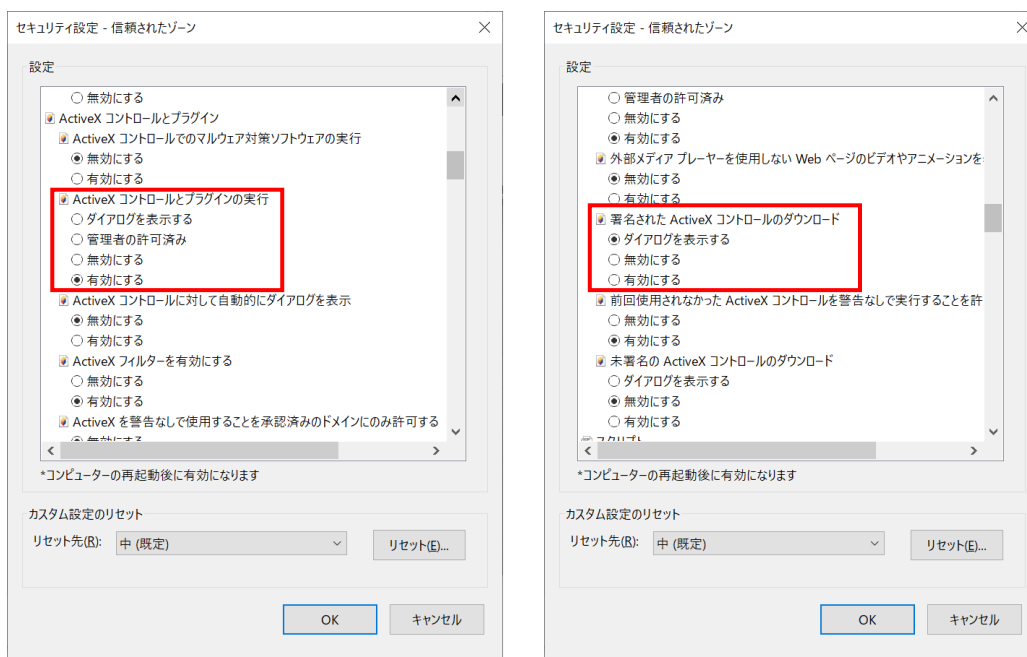 セキュリティ設定 - 信頼されたゾーン
設定
無効にする
ActiveX コントロールとプラグイン
ActiveX コントロールでのマルウェア対策ソフトウェアの実行
無効にする
有効にする
ActiveX コントロールとプラグインの実行
ダイアログを表示する
管理者の許可済み
無効にする
有効にする
ActiveX コントロールに対して自動的にダイアログを表示
無効にする
有効にする
ActiveX フィルターを有効にする
無効にする
有効にする
ActiveX を警告なしで使用することを承認済みのドメインにのみ許可する
無効にする
*コンピューターの再起動後に有効になります
カスタム設定のリセット
リセット先(R):
中 (既定)
リセット(E)...
OK
キャンセル
セキュリティ設定 - 信頼されたゾーン
設定
管理者の許可済み
無効にする
有効にする
外部メディア プレーヤーを使用しない Web ページのビデオやアニメーションを
無効にする
有効にする
署名された ActiveX コントロールのダウンロード
ダイアログを表示する
無効にする
有効にする
前回使用されなかった ActiveX コントロールを警告なしで実行することを許
無効にする
有効にする
未署名の ActiveX コントロールのダウンロード
ダイアログを表示する
無効にする
有効にする
スクリプト
*コンピューターの再起動後に有効になります
カスタム設定のリセット
リセット先(R):
中 (既定)
リセット(E)...
OK
キャンセル